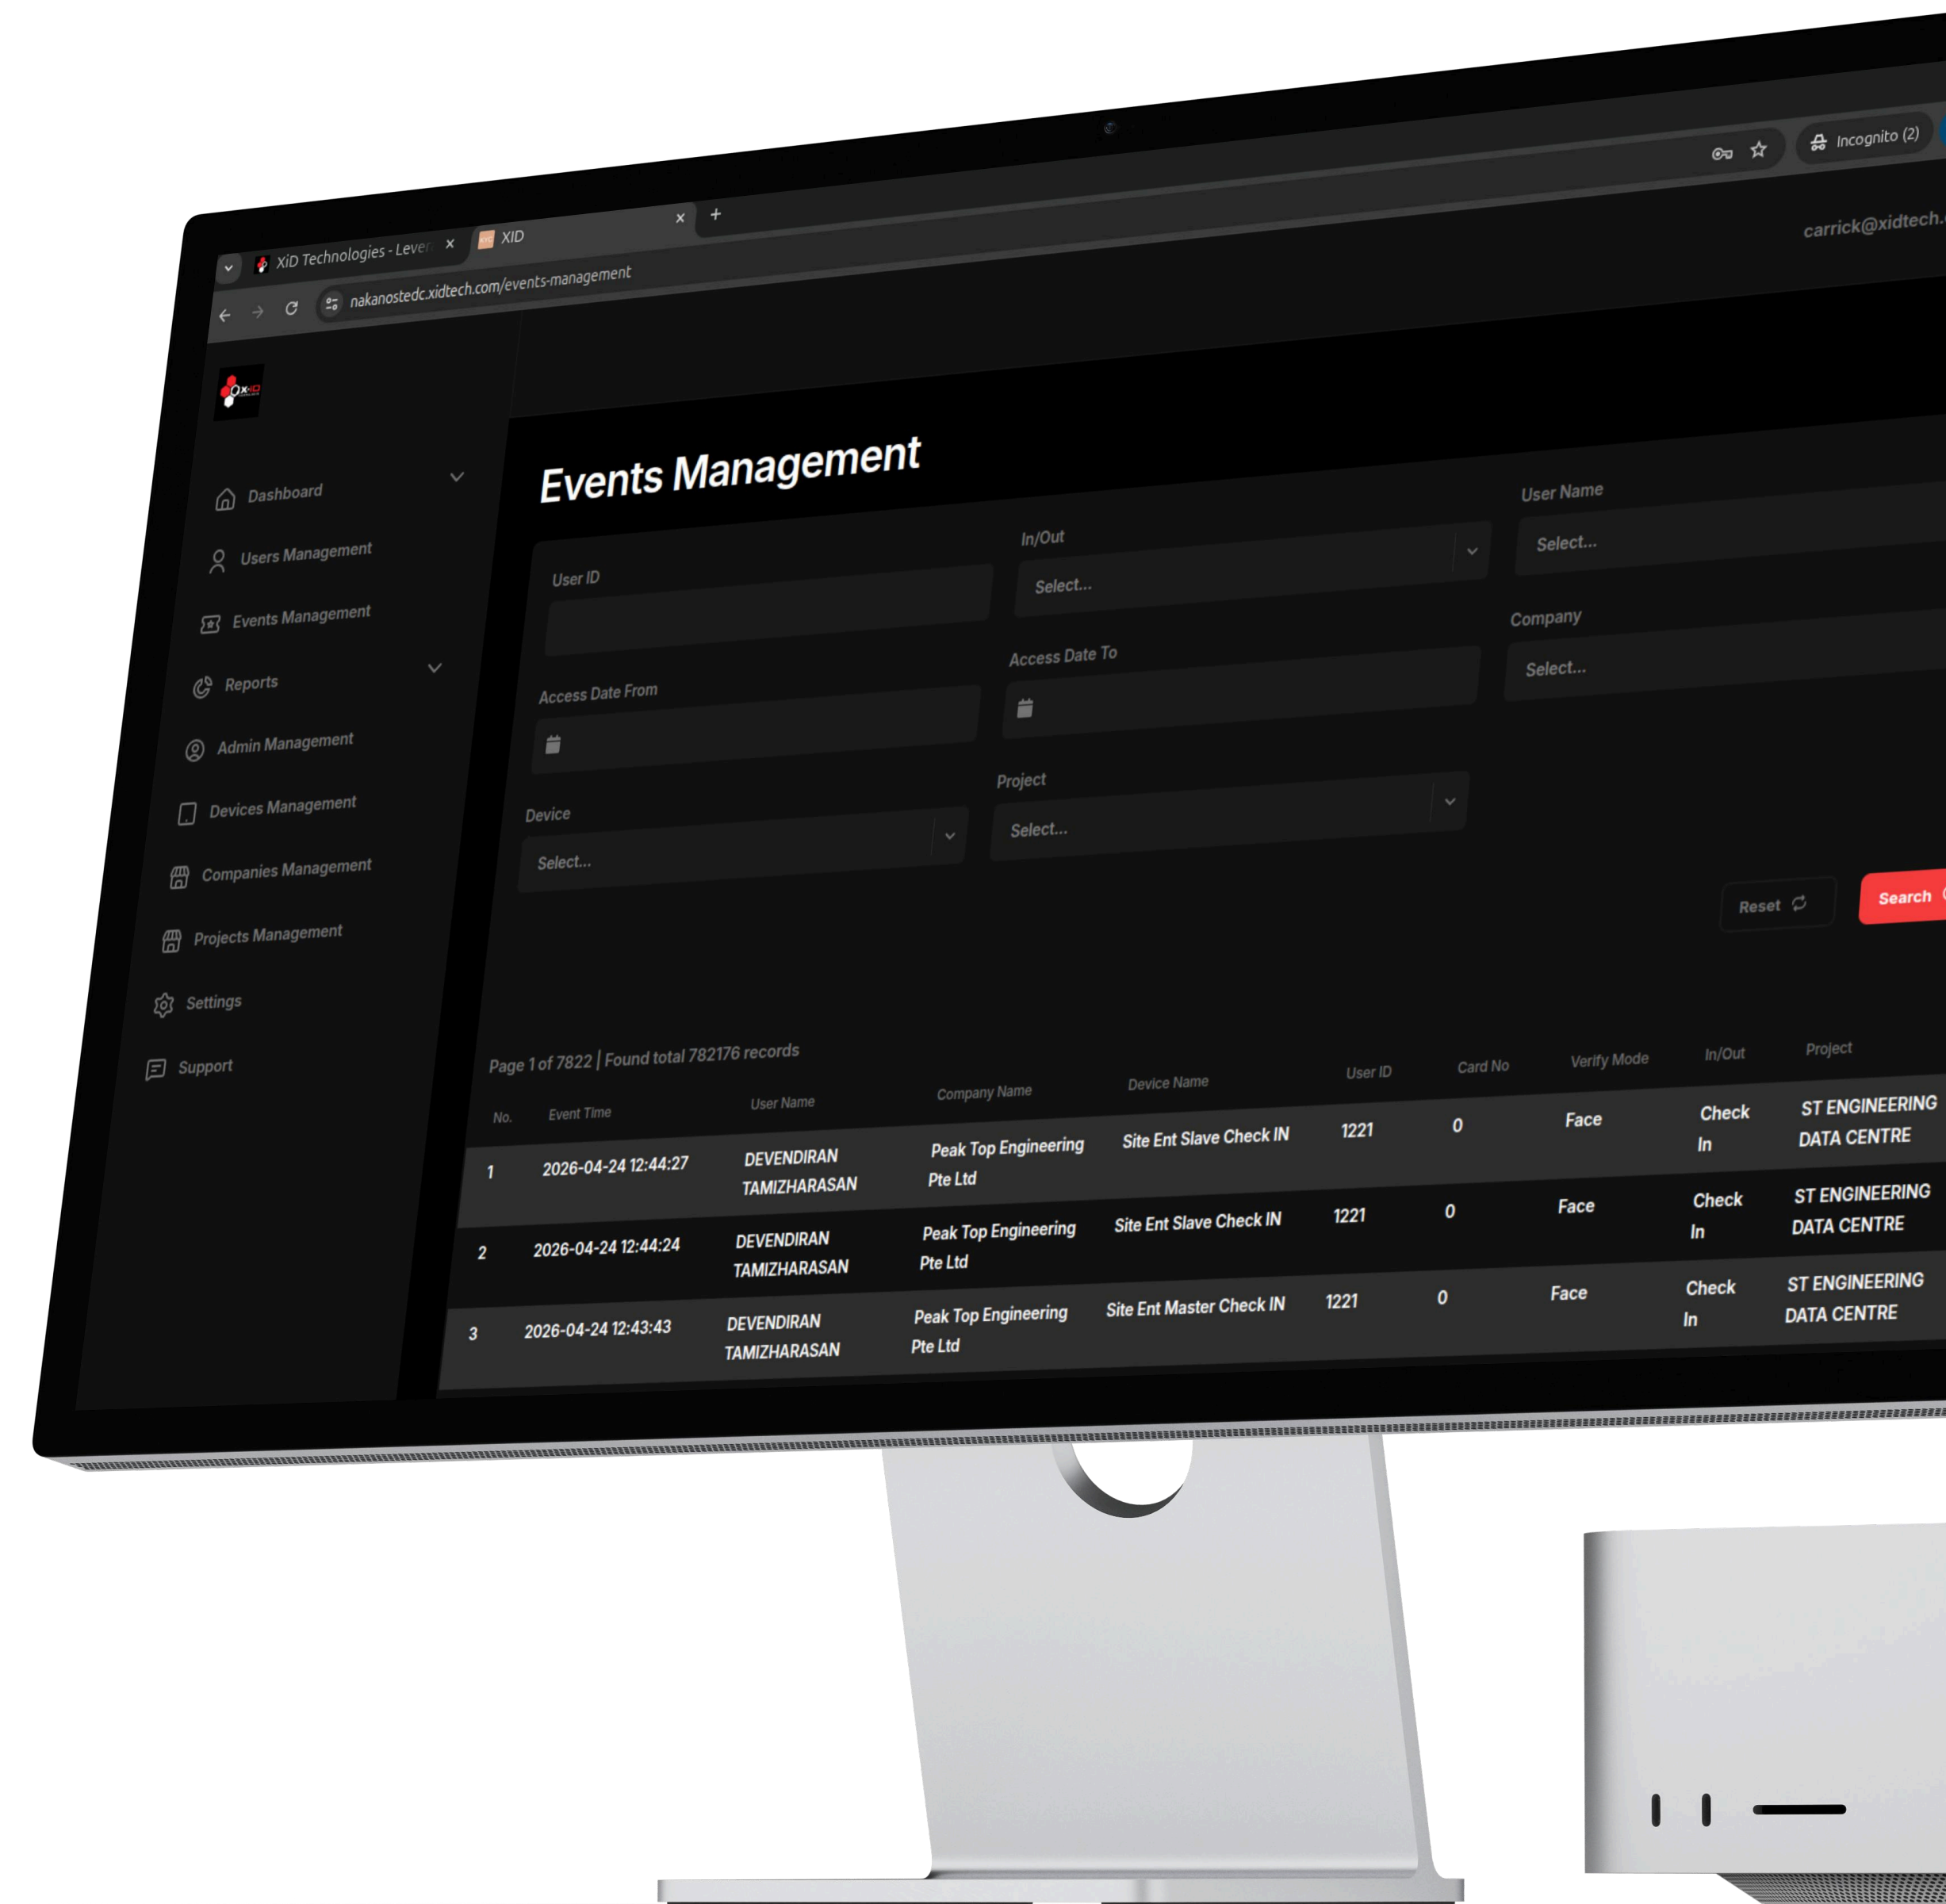 XiD Technologies - Lever
XID
nakanostedc.xidtech.com/events-management
Incognito (2)
carrick@xidtech.
X-iD
Dashboard
Users Management
Events Management
Reports
Admin Management
Devices Management
Companies Management
Projects Management
Settings
Support
Events Management
User ID
In/Out
Select...
User Name
Select...
Access Date From
Access Date To
Company
Select...
Device
Select...
Project
Select...
Reset
Search
Page 1 of 7822 | Found total 782176 records
No. Event Time User Name Company Name Device Name User ID Card No Verify Mode In/Out Project
1 2026-04-24 12:44:27 DEVENDIRAN Peak Top Engineering Site Ent Slave Check IN 1221 0 Face Check ST ENGINEERING
TAMIZHARASAN Pte Ltd In DATA CENTRE
2 2026-04-24 12:44:24 DEVENDIRAN Peak Top Engineering Site Ent Slave Check IN 1221 0 Face Check ST ENGINEERING
TAMIZHARASAN Pte Ltd In DATA CENTRE
3 2026-04-24 12:43:43 DEVENDIRAN Peak Top Engineering Site Ent Master Check IN 1221 0 Face Check ST ENGINEERING
TAMIZHARASAN Pte Ltd In DATA CENTRE